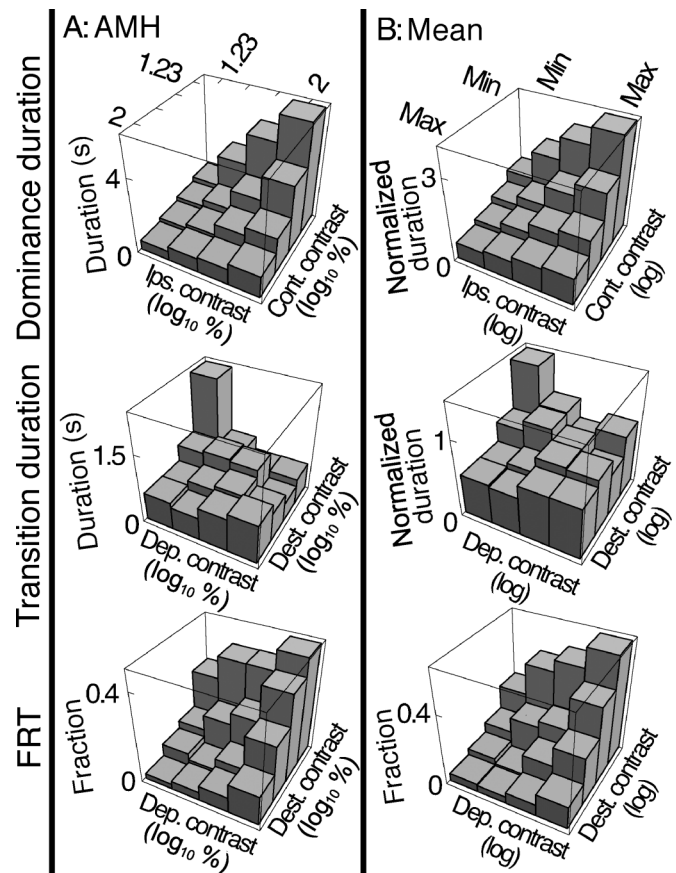 A: AMH
B: Mean
Dominance duration
2
1.23
1.23
2
Duration (s)
4
0
Ips. contrast
(log₁₀ %)
Cont. contrast
(log₁₀ %)
Max
Min
Min
Max
Normalized
duration
3
0
Ips. contrast
(log)
Cont. contrast
(log)
Transition duration
Duration (s)
1.5
0
Dep. contrast
(log₁₀ %)
Dest. contrast
(log₁₀ %)
Normalized
duration
1
0
Dep. contrast
(log)
Dest. contrast
(log)
FRT
Fraction
0.4
0
Dep. contrast
(log₁₀ %)
Dest. contrast
(log₁₀ %)
Fraction
0.4
0
Dep. contrast
(log)
Dest. contrast
(log)